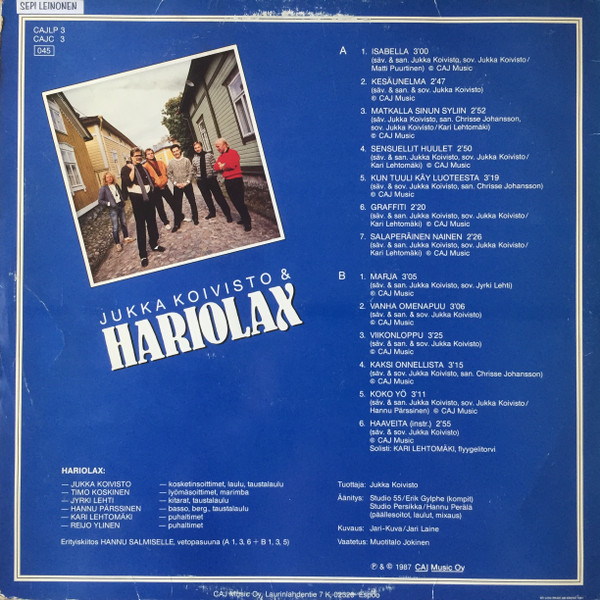 SEPI LEINONEN
CAJLP 3
CAJC 3
045
JUKKA KOIVISTO &
HARIOLAX
A
1. ISABELLA 3'00
(säv. & san. Jukka Koivisto, sov. Jukka Koivisto/
Matti Puurtinen) © CAJ Music
2. KESÄUNELMA 2'47
(säv. & san. & sov. Jukka Koivisto)
© CAJ Music
3. MATKALLA SINUN SYLIIN 2'52
(säv. Jukka Koivisto, san. Chrisse Johansson,
sov. Jukka Koivisto/Kari Lehtomäki)
© CAJ Music
4. SENSUELLIT HUULET 2'50
(säv. & san. Jukka Koivisto, sov. Jukka Koivisto/
Kari Lehtomäki) © CAJ Music
5. KUN TUULI KÄY LUOTEESTA 3'19
(säv. & sov. Jukka Koivisto, san. Chrisse Johansson)
© CAJ Music
6. GRAFFITI 2'20
(säv. & san. Jukka Koivisto, sov. Jukka Koivisto/
Kari Lehtomäki) © CAJ Music
7. SALAPERÄINEN NAINEN 2'26
(säv. & san. Jukka Koivisto, sov. Jukka Koivisto/
Kari Lehtomäki) © CAJ Music
B
1. MARJA 3'05
(säv. & san. Jukka Koivisto, sov. Jyrki Lehti)
© CAJ Music
2. VANHA OMENAPUU 3'06
(säv. & san. & sov. Jukka Koivisto)
© CAJ Music
3. VIIKONLOPPU 3'25
(säv. & san. & sov. Jukka Koivisto)
© CAJ Music
4. KAKSI ONNELLISTA 3'15
(säv. & sov. Jukka Koivisto, san. Chrisse Johansson)
© CAJ Music
5. KOKO YÖ 3'11
(säv. & san. Jukka Koivisto, sov. Jukka Koivisto/
Hannu Pärssinen) © CAJ Music
6. HAAVEITA (instr.) 2'55
(säv. & sov. Jukka Koivisto)
© CAJ Music
Solisti: KARI LEHTOMÄKI, flyygelitorvi
HARIOLAX:
— JUKKA KOIVISTO — kosketinsoittimet, laulu, taustalaulu
— TIMO KOSKINEN — lyömäsoittimet, marimba
— JYRKI LEHTI — kitarat, taustalaulu
— HANNU PÄRSSINEN — basso, berg., taustalaulu
— KARI LEHTOMÄKI — puhaltimet
— REIJO YLINEN — puhaltimet
Erityiskiitos HANNU SALMISELLE, vetopasuuna (A 1, 3, 6 + B 1, 3, 5)
Tuottaja: Jukka Koivisto
Äänitys: Studio 55/Erik Gylphe (kompit)
Studio Persikka/Hannu Perälä
(päällesoitot, laulut, mixaus)
Kuvaus: Jari-Kuva/Jari Laine
Vaatetus: Muotitalo Jokinen
℗ & © 1987 CAJ Music Oy
CAJ Music Oy, Laurinlahdentie 7 K, 02320 Espoo